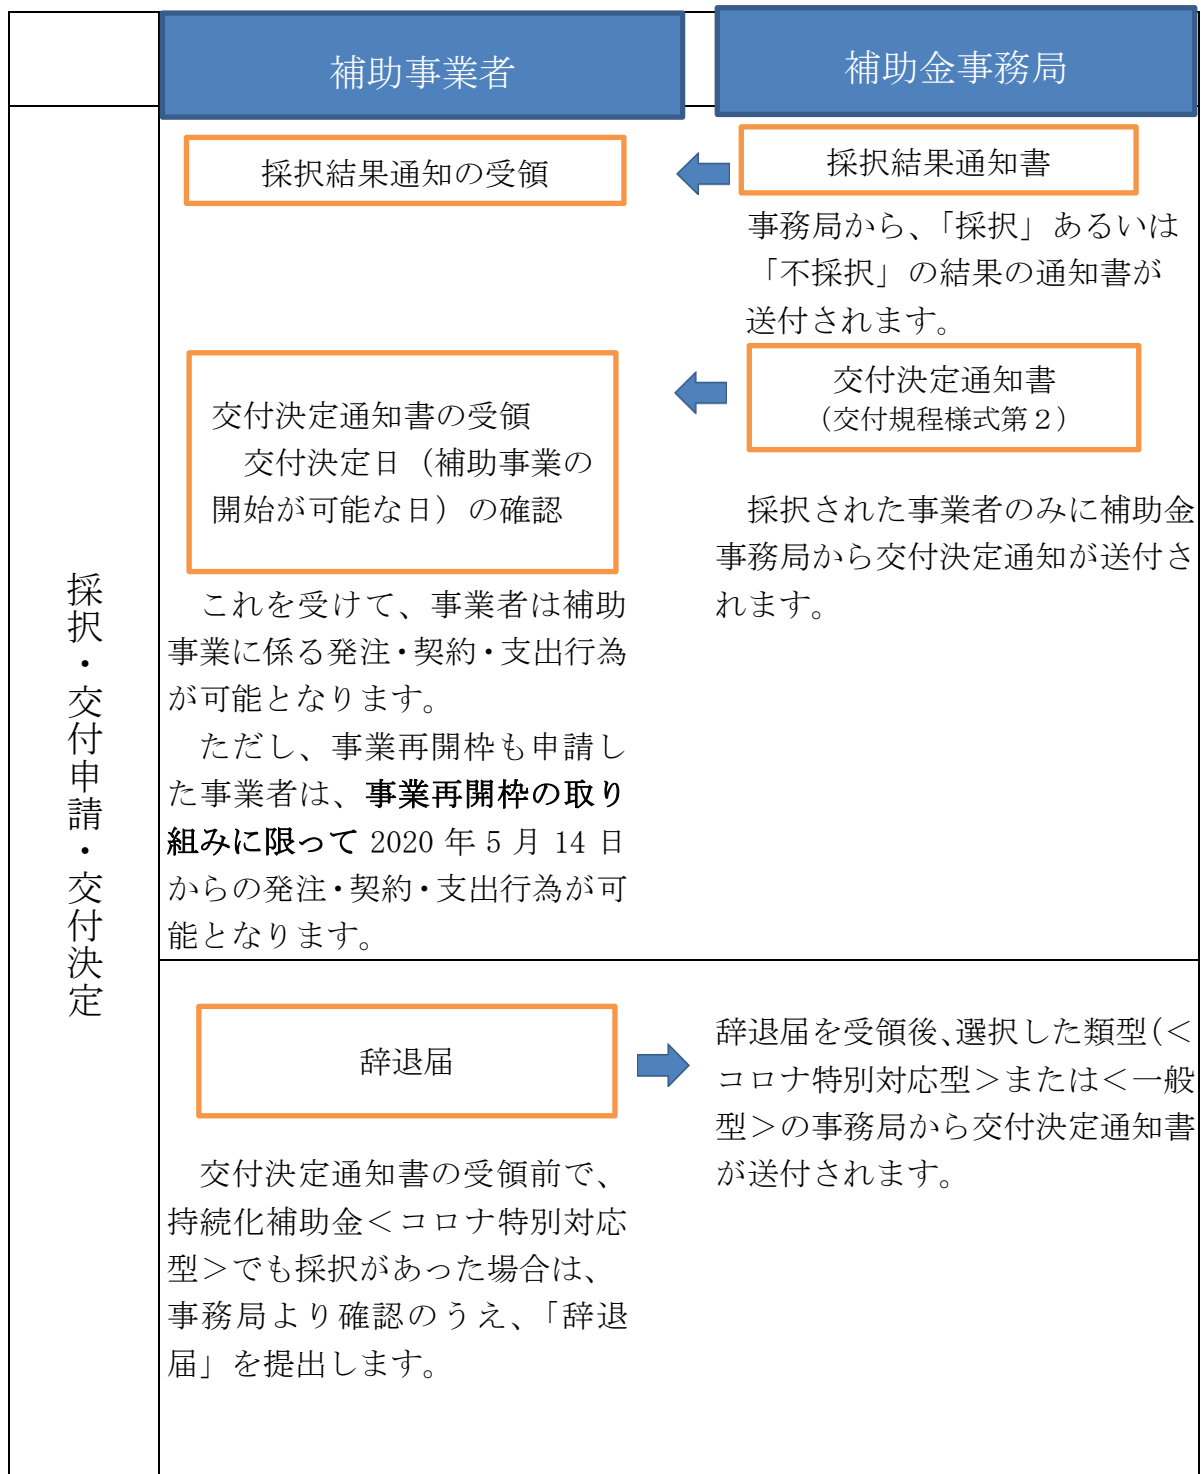 補助事業者
補助金事務局
採択・交付申請・交付決定
採択結果通知の受領
採択結果通知書
事務局から、「採択」あるいは
「不採択」の結果の通知書が
送付されます。
交付決定通知書の受領
交付決定日（補助事業の
開始が可能な日）の確認
交付決定通知書
（交付規程様式第２）
これを受けて、事業者は補助
事業に係る発注・契約・支出行為
が可能となります。
ただし、事業再開枠も申請し
た事業者は、事業再開枠の取り
組みに限って 2020 年 5 月 14 日
からの発注・契約・支出行為が可
能となります。
採択された事業者のみに補助金
事務局から交付決定通知が送付さ
れます。
辞退届
交付決定通知書の受領前で、
持続化補助金＜コロナ特別対応
型＞でも採択があった場合は、
事務局より確認のうえ、「辞退
届」を提出します。
辞退届を受領後、選択した類型（＜
コロナ特別対応型＞または＜一般
型＞の事務局から交付決定通知書
が送付されます。